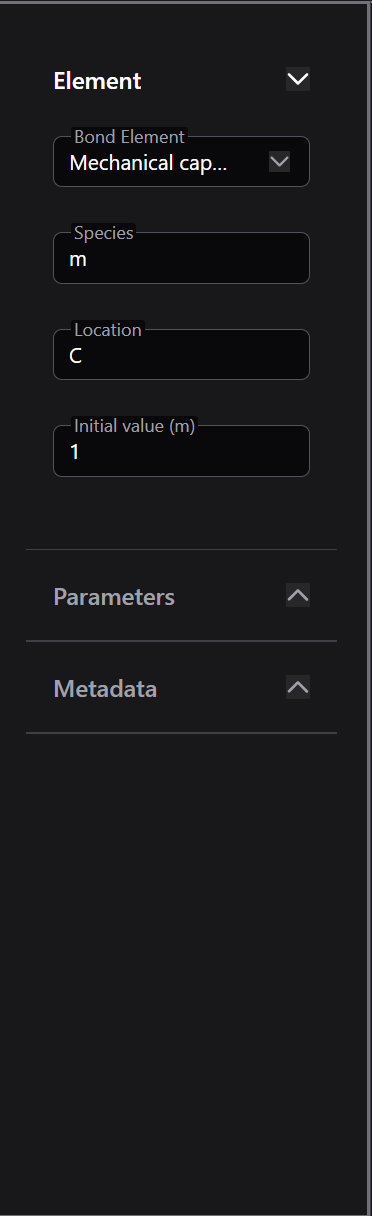 Element
Bond Element
Mechanical cap...
Species
m
Location
C
Initial value (m)
1
Parameters
Metadata